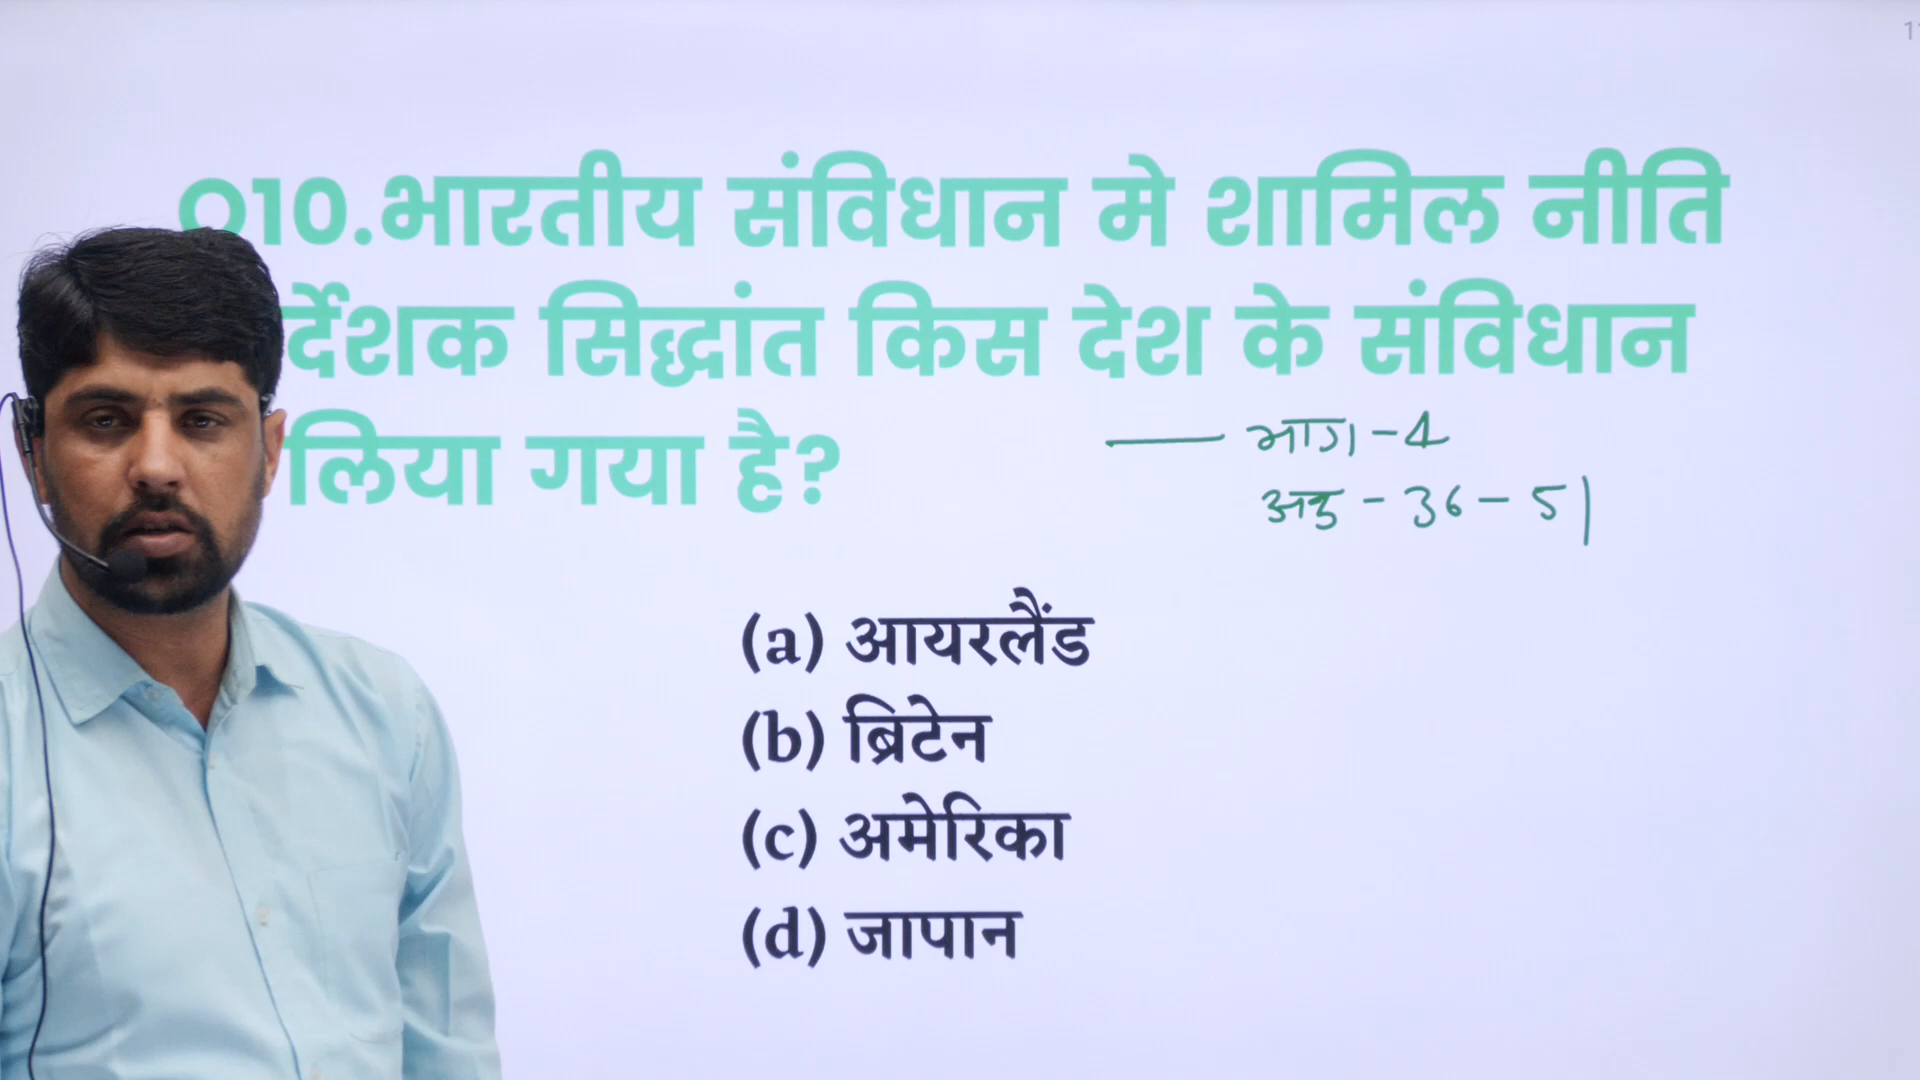 Q10.भारतीय संविधान मे शामिल नीति
र्देशक सिद्धांत किस देश के संविधान
लिया गया है?
भाग - 4
अनु - 36 - 51
(a) आयरलैंड
(b) ब्रिटेन
(c) अमेरिका
(d) जापान